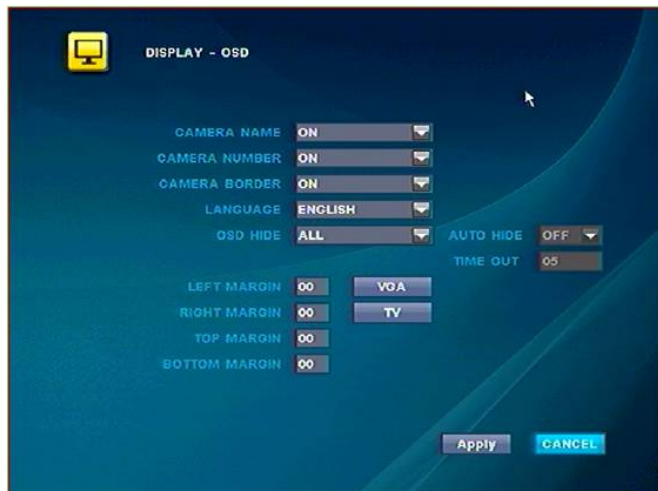 DISPLAY - OSD
CAMERA NAME ON
CAMERA NUMBER ON
CAMERA BORDER ON
LANGUAGE ENGLISH
OSD HIDE ALL AUTO HIDE OFF
TIME OUT 05
LEFT MARGIN 00 VGA
RIGHT MARGIN 00 TV
TOP MARGIN 00
BOTTOM MARGIN 00
Apply CANCEL